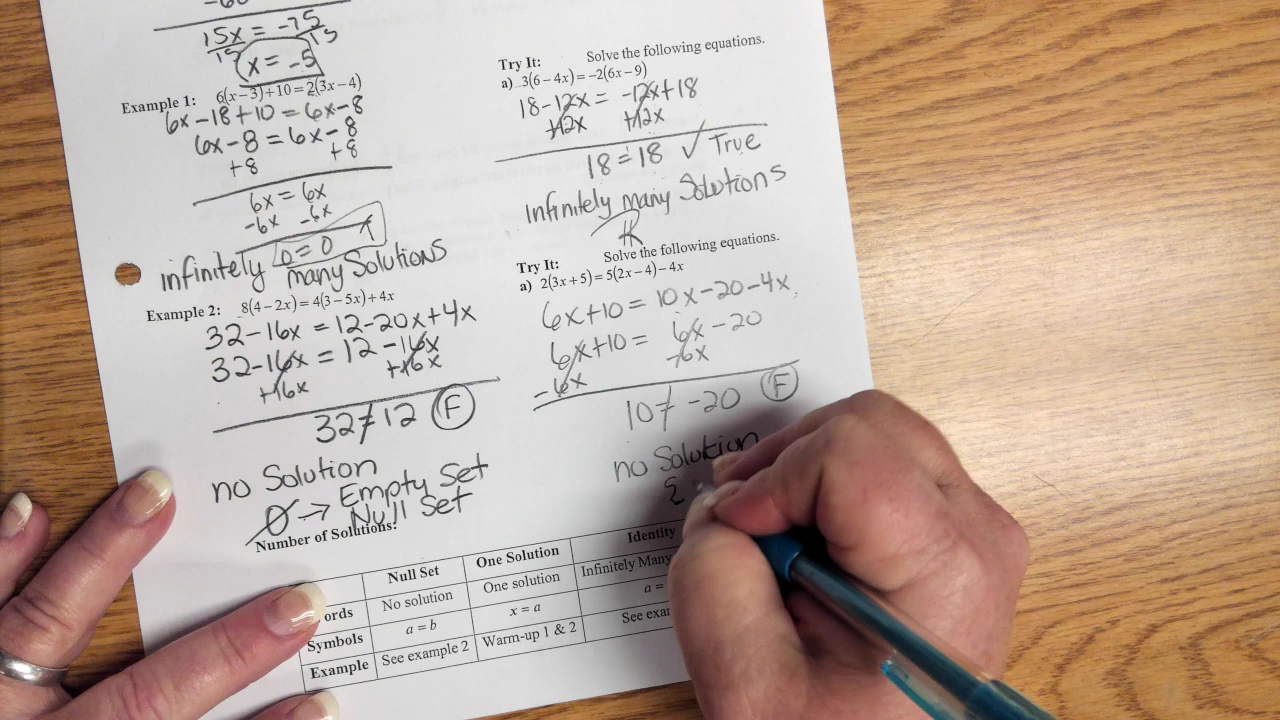 15x = -75
15 15
x = -5
Example 1: 6(x−3)+10 = 2(3x−4)
6x-18+10 = 6x-8
6x-8 = 6x-8
+8 +8
6x = 6x
-6x -6x
0 = 0
infinitely many Solutions
Example 2: 8(4−2x) = 4(3−5x)+4x
32-16x = 12-20x+4x
32-16x = 12-16x
+16x +16x
32≠12 F
no Solution
Ø → Empty Set
Null Set
Try It: Solve the following equations.
a) 3(6−4x) = −2(6x−9)
18-12x = -12x+18
+12x +12x
18=18 ✓ True
Infinitely many Solutions
ℝ
Try It: Solve the following equations.
a) 2(3x+5) = 5(2x−4)−4x
6x+10 = 10x-20-4x
6x+10 = 6x-20
-6x -6x
10≠-20 F
no Solution
{
Number of Solutions:
Null Set One Solution Identity
ords No solution One solution Infinitely Many
Symbols a = b x = a a =
Example See example 2 Warm-up 1 & 2 See